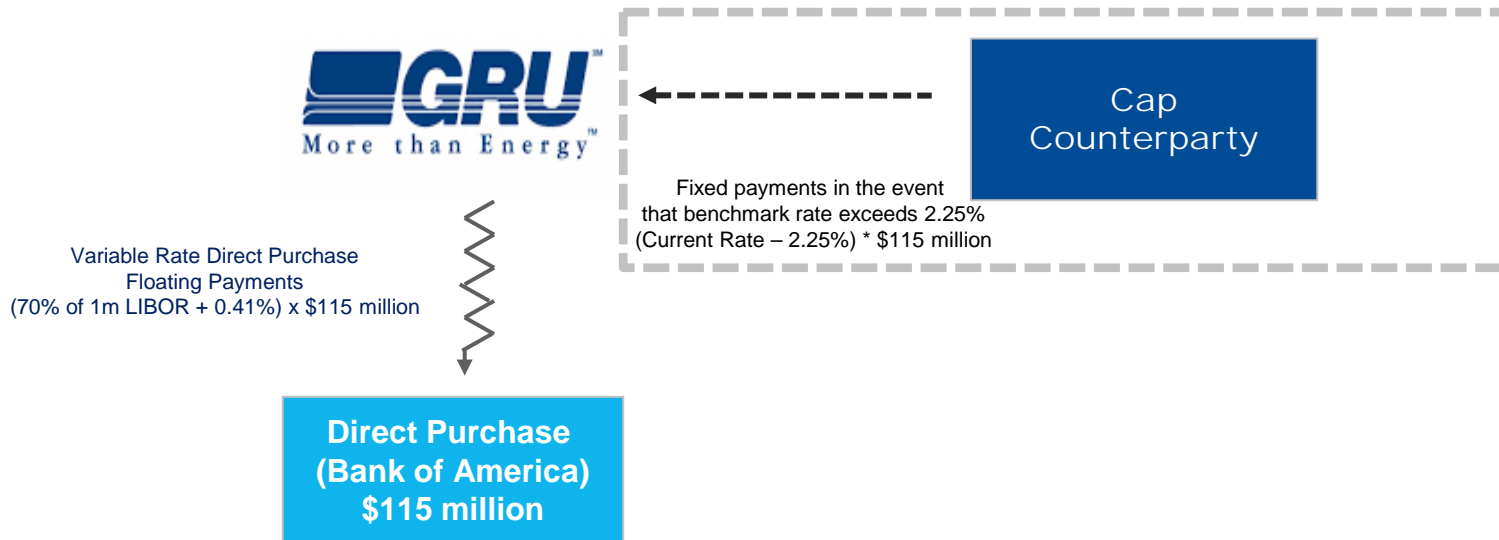 GRU℠
More than Energy™
Cap
Counterparty
Fixed payments in the event
that benchmark rate exceeds 2.25%
(Current Rate – 2.25%) * $115 million
Variable Rate Direct Purchase
Floating Payments
(70% of 1m LIBOR + 0.41%) x $115 million
Direct Purchase
(Bank of America)
$115 million